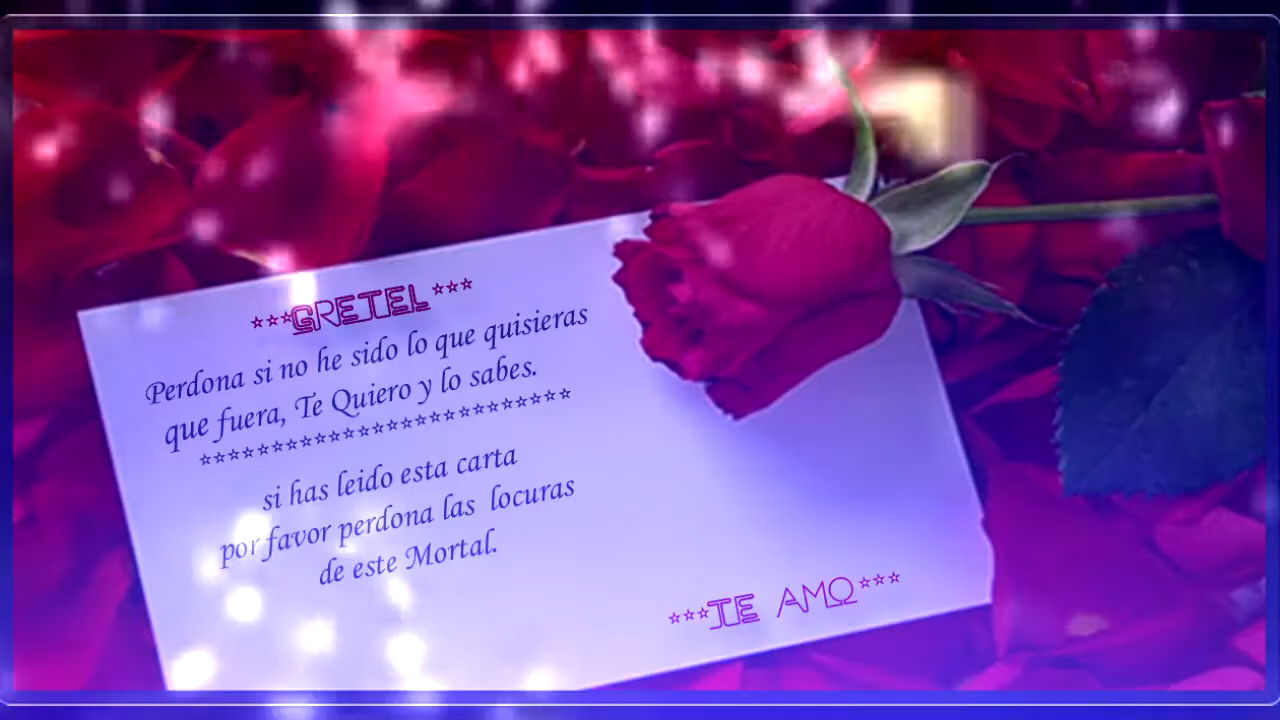 ***GRETEL***
Perdona si no he sido lo que quisieras
que fuera, Te Quiero y lo sabes.
☆☆☆☆☆☆☆☆☆☆☆☆☆☆☆☆☆☆☆☆☆☆☆☆☆☆
si has leido esta carta
por favor perdona las locuras
de este Mortal.
***TE AMO***